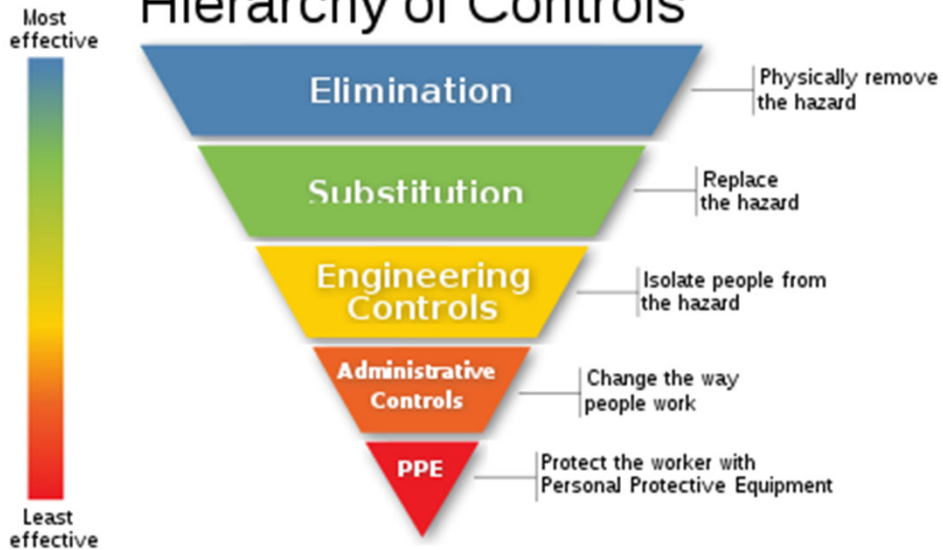 Hierarchy of Controls
Most
effective
Elimination
Physically remove
the hazard
Substitution
Replace
the hazard
Engineering
Controls
Isolate people from
the hazard
Administrative
Controls
Change the way
people work
PPE
Protect the worker with
Personal Protective Equipment
Least
effective